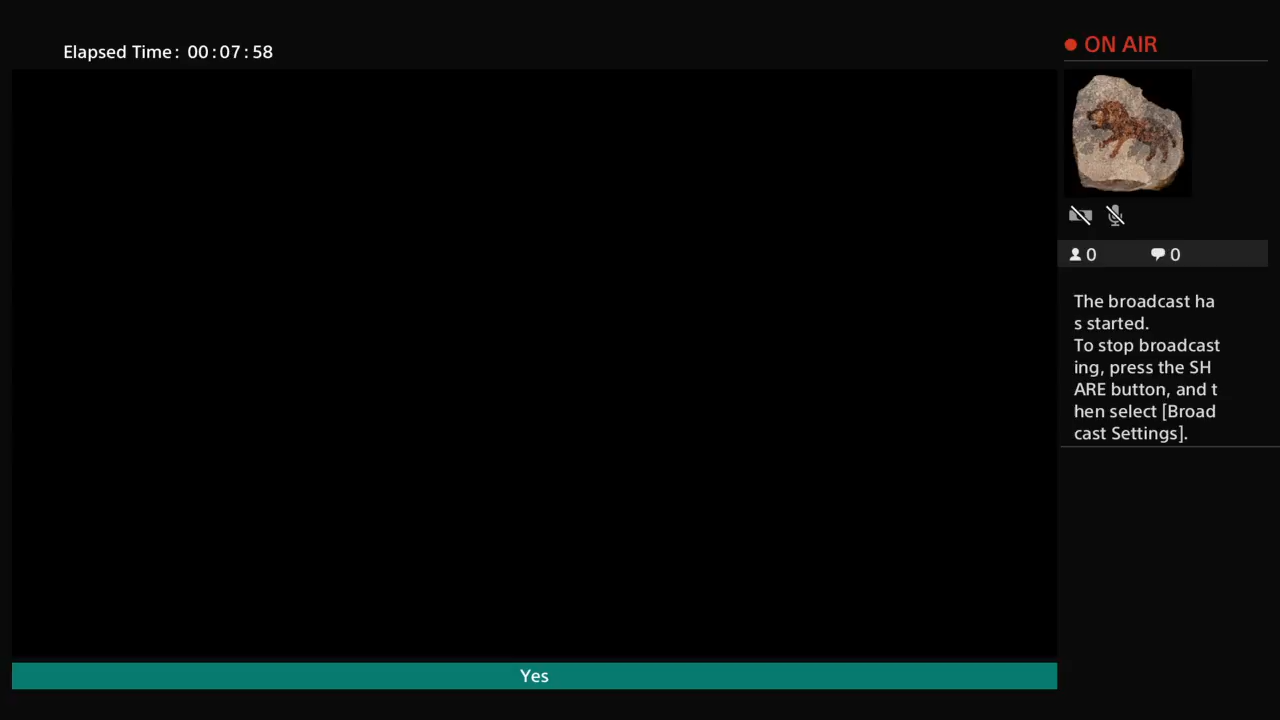 Elapsed Time: 00:07:58
ON AIR
0 0
The broadcast ha
s started.
To stop broadcast
ing, press the SH
ARE button, and t
hen select [Broad
cast Settings].
Yes